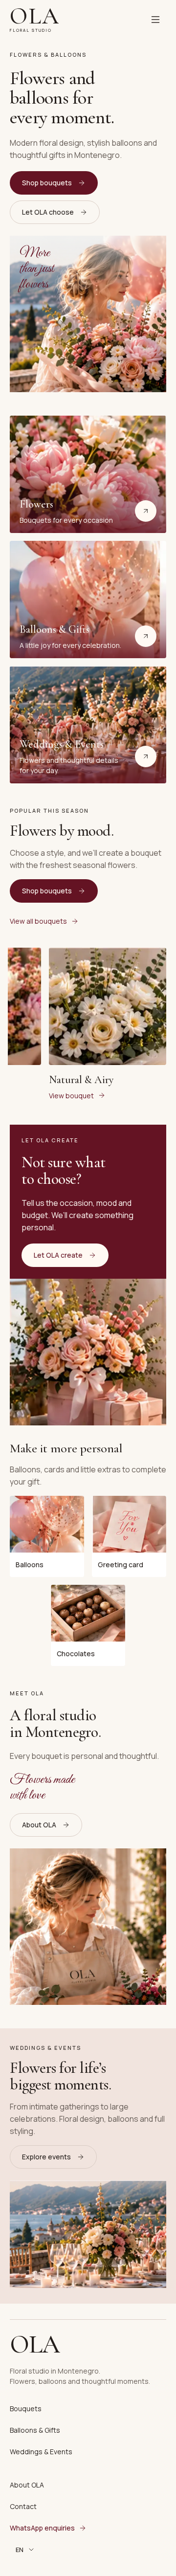 OLA
FLORAL STUDIO
FLOWERS & BALLOONS
Flowers and
balloons for
every moment.
Modern floral design, stylish balloons and
thoughtful gifts in Montenegro.
Shop bouquets
Let OLA choose
More
than just
flowers
Flowers
Bouquets for every occasion
Balloons & Gifts
A little joy for every celebration.
Weddings & Events
Flowers and thoughtful details
for your day.
POPULAR THIS SEASON
Flowers by mood.
Choose a style, and we'll create a bouquet
with the freshest seasonal flowers.
Shop bouquets
View all bouquets
Natural & Airy
View bouquet
LET OLA CREATE
Not sure what
to choose?
Tell us the occasion, mood and
budget. We'll create something
personal.
Let OLA create
Make it more personal
Balloons, cards and little extras to complete
your gift.
For
You
Balloons
Greeting card
Chocolates
MEET OLA
A floral studio
in Montenegro.
Every bouquet is personal and thoughtful.
Flowers made
with love
About OLA
OLA
WEDDINGS & EVENTS
Flowers for life's
biggest moments.
From intimate gatherings to large
celebrations. Floral design, balloons and full
styling.
Explore events
OLA
Floral studio in Montenegro.
Flowers, balloons and thoughtful moments.
Bouquets
Balloons & Gifts
Weddings & Events
About OLA
Contact
WhatsApp enquiries
EN